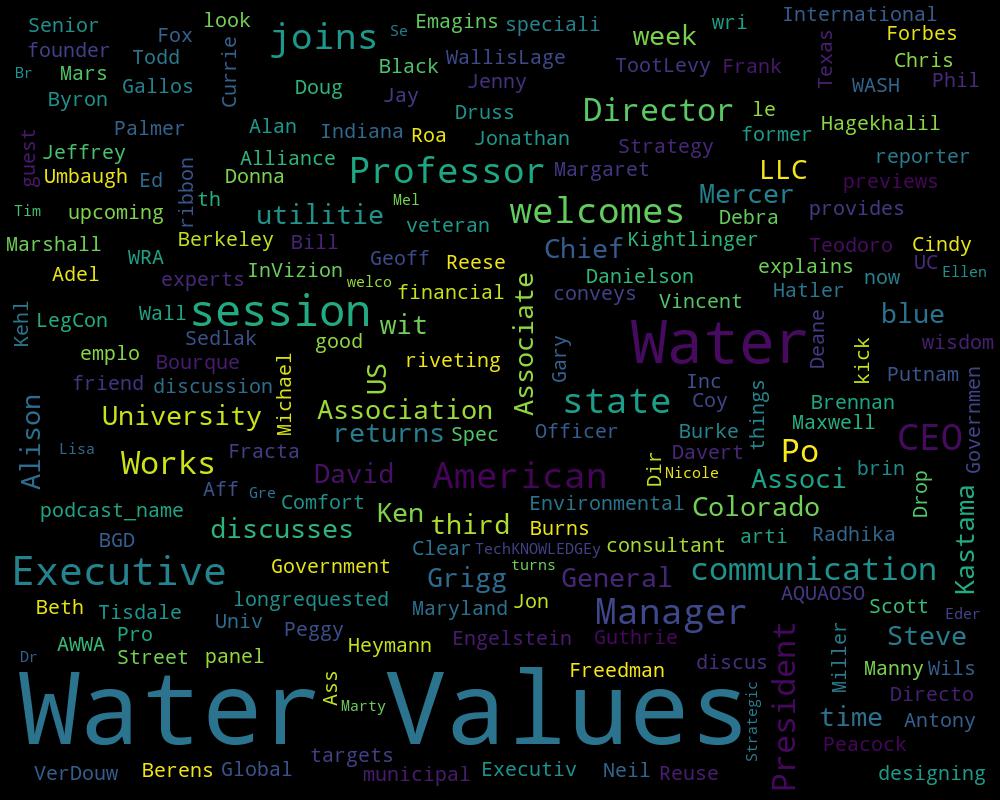 look
Emagins
speciali
wri
International
Senior
Fox
joins
Se
week
Forbes
founder
Todd
Currie
Black
WallisLage
TootLevy
Frank
Texas
Chris
Br
Mars
Gallos
Doug
Jay
Jenny
WASH
Phil
Byron
Druss
Director
le
Palmer
Alan
Indiana
Roa
Jonathan
former
Hagekhalil
guest
Jeffrey
Alliance
Professor
Margaret
Strategy
LLC
reporter
Umbaugh
Ed
ribbon
Donna
previews
Tim
upcoming
th
utilitie
Mel
veteran
welcomes
Mercer
Debra
provides
Marshall
WRA
Berkeley
Bill
Geoff
Reese
Chief
Kightlinger
Teodoro
Cindy
Adel
experts
InVizion
welco
financial
conveys
Danielson
explains
Hatler
now
UC
Ellen
Kehl
LegCon
Wall
session
wit
Associate
Vincent
blue
Sedlak
good
Water
Deane
wisdom
emplo
Bourque
riveting
Gary
kick
Putnam
friend
discussion
Michael
US
state
Inc
Coy
things
Brennan
Governmen
Alison
University
Association
returns
Spec
Officer
Burke
Maxwell
CEO
Lisa
Works
Fracta
David
American
Dir
Davert
Nicole
Po
Associ
brin
Drop
Aff
Gre
Comfort
Environmental
Colorado
podcast_name
discusses
Ken
third
Burns
Kastama
BGD
Clear
TechKNOWLEDGEy
consultant
arti
Radhika
Executive
Government
Grigg
turns
General
communication
Beth
Tisdale
longrequested
Maryland
Jon
Manager
AQUAOSO
Scott
Eder
Univ
Peggy
AWWA
Pro
Heymann
Engelstein
Guthrie
President
Miller
Steve
Dr
Street
panel
Freedman
discus
Manny
Wils
Water Values
Ass
Marty
Strategic
Directo
time
Antony
Peacock
targets
VerDouw
Berens
Global
municipal
Executiv
Neil
Reuse
designing